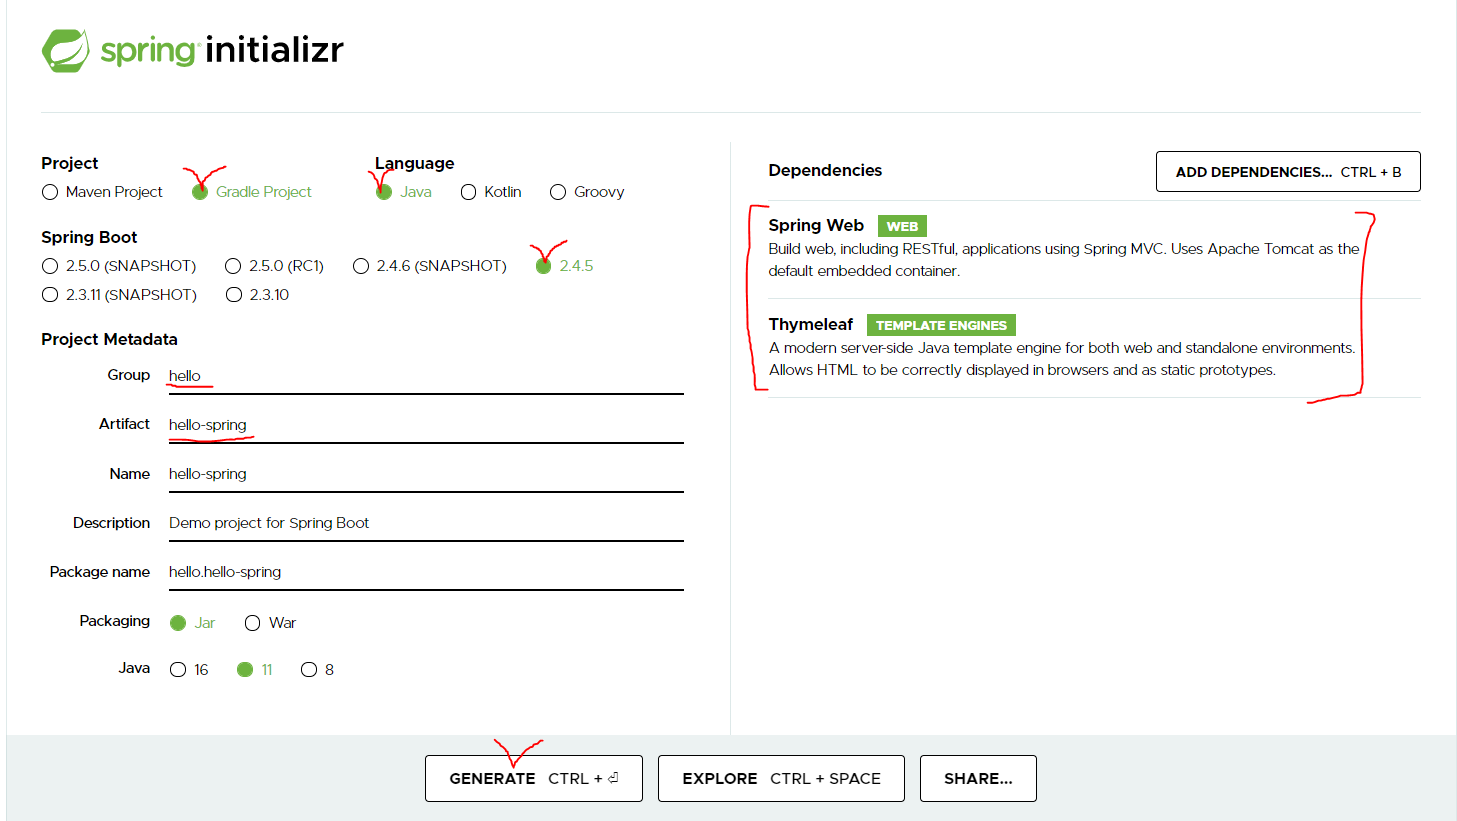 spring initializr
Project
Maven Project Gradle Project
Language
Java Kotlin Groovy
Spring Boot
2.5.0 (SNAPSHOT) 2.5.0 (RC1) 2.4.6 (SNAPSHOT) 2.4.5
2.3.11 (SNAPSHOT) 2.3.10
Project Metadata
Group hello
Artifact hello-spring
Name hello-spring
Description Demo project for Spring Boot
Package name hello.hello-spring
Packaging Jar War
Java 16 11 8
Dependencies
ADD DEPENDENCIES... CTRL + B
Spring Web WEB
Build web, including RESTful, applications using Spring MVC. Uses Apache Tomcat as the
default embedded container.
Thymeleaf TEMPLATE ENGINES
A modern server-side Java template engine for both web and standalone environments.
Allows HTML to be correctly displayed in browsers and as static prototypes.
GENERATE CTRL + ⏎ EXPLORE CTRL + SPACE SHARE...